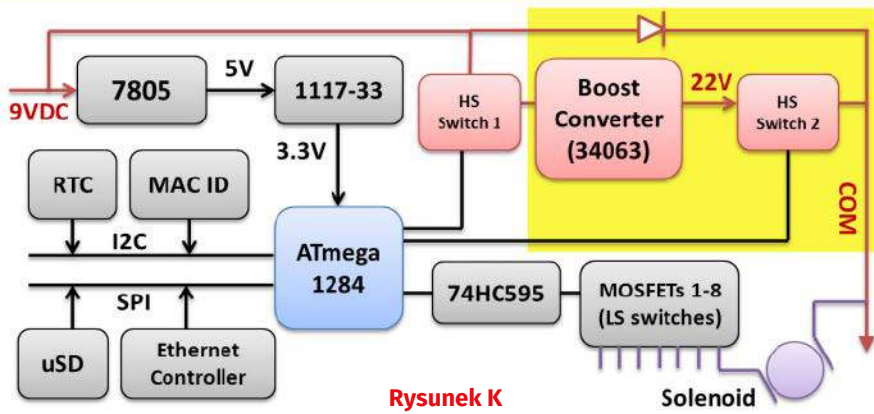 9VDC
7805
5V
1117-33
3.3V
HS
Switch 1
Boost
Converter
(34063)
22V
HS
Switch 2
COM
RTC
MAC ID
I2C
SPI
ATmega
1284
74HC595
MOSFETs 1-8
(LS switches)
uSD
Ethernet
Controller
Solenoid
Rysunek K